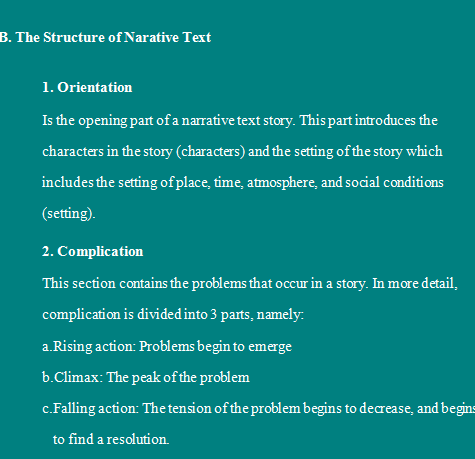 B. The Structure of Narative Text
1. Orientation
Is the opening part of a narrative text story. This part introduces the
characters in the story (characters) and the setting of the story which
includes the setting of place, time, atmosphere, and social conditions
(setting).
2. Complication
This section contains the problems that occur in a story. In more detail,
complication is divided into 3 parts, namely:
a.Rising action: Problems begin to emerge
b.Climax: The peak of the problem
c.Falling action: The tension of the problem begins to decrease, and begins
to find a resolution.